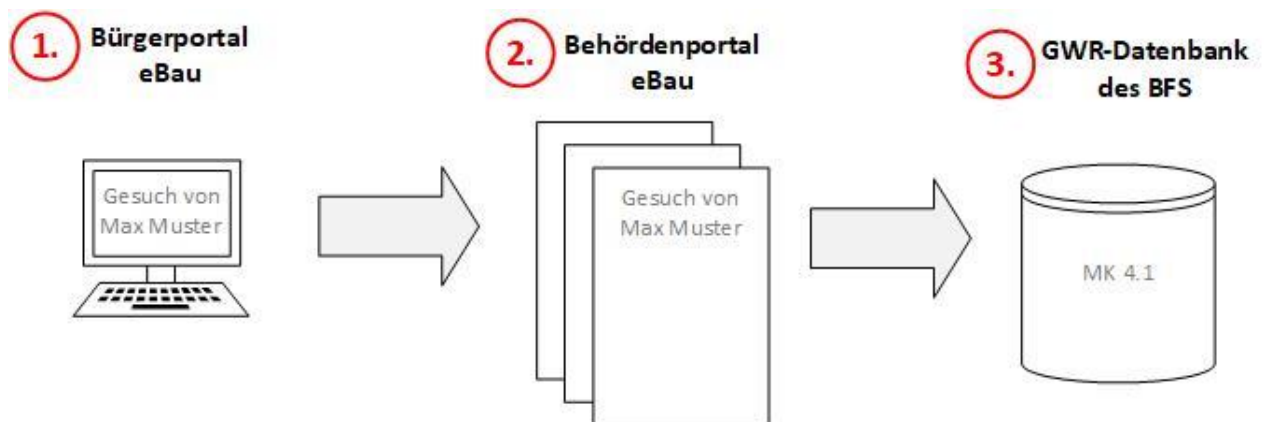 1.
Bürgerportal
eBau
2.
Behördenportal
eBau
3.
GWR-Datenbank
des BFS
Gesuch von
Max Muster
Gesuch von
Max Muster
MK 4.1